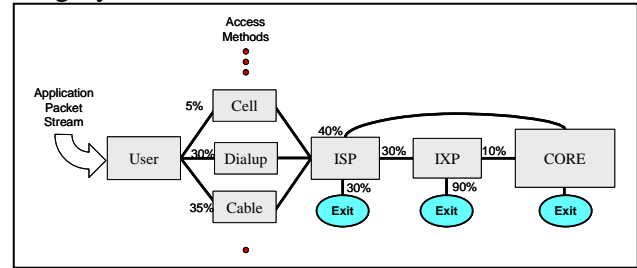 Access
Methods
Application
Packet
Stream
5%
Cell
40%
User
30%
Dialup
ISP
30%
IXP
10%
CORE
30%
90%
35%
Cable
Exit
Exit
Exit